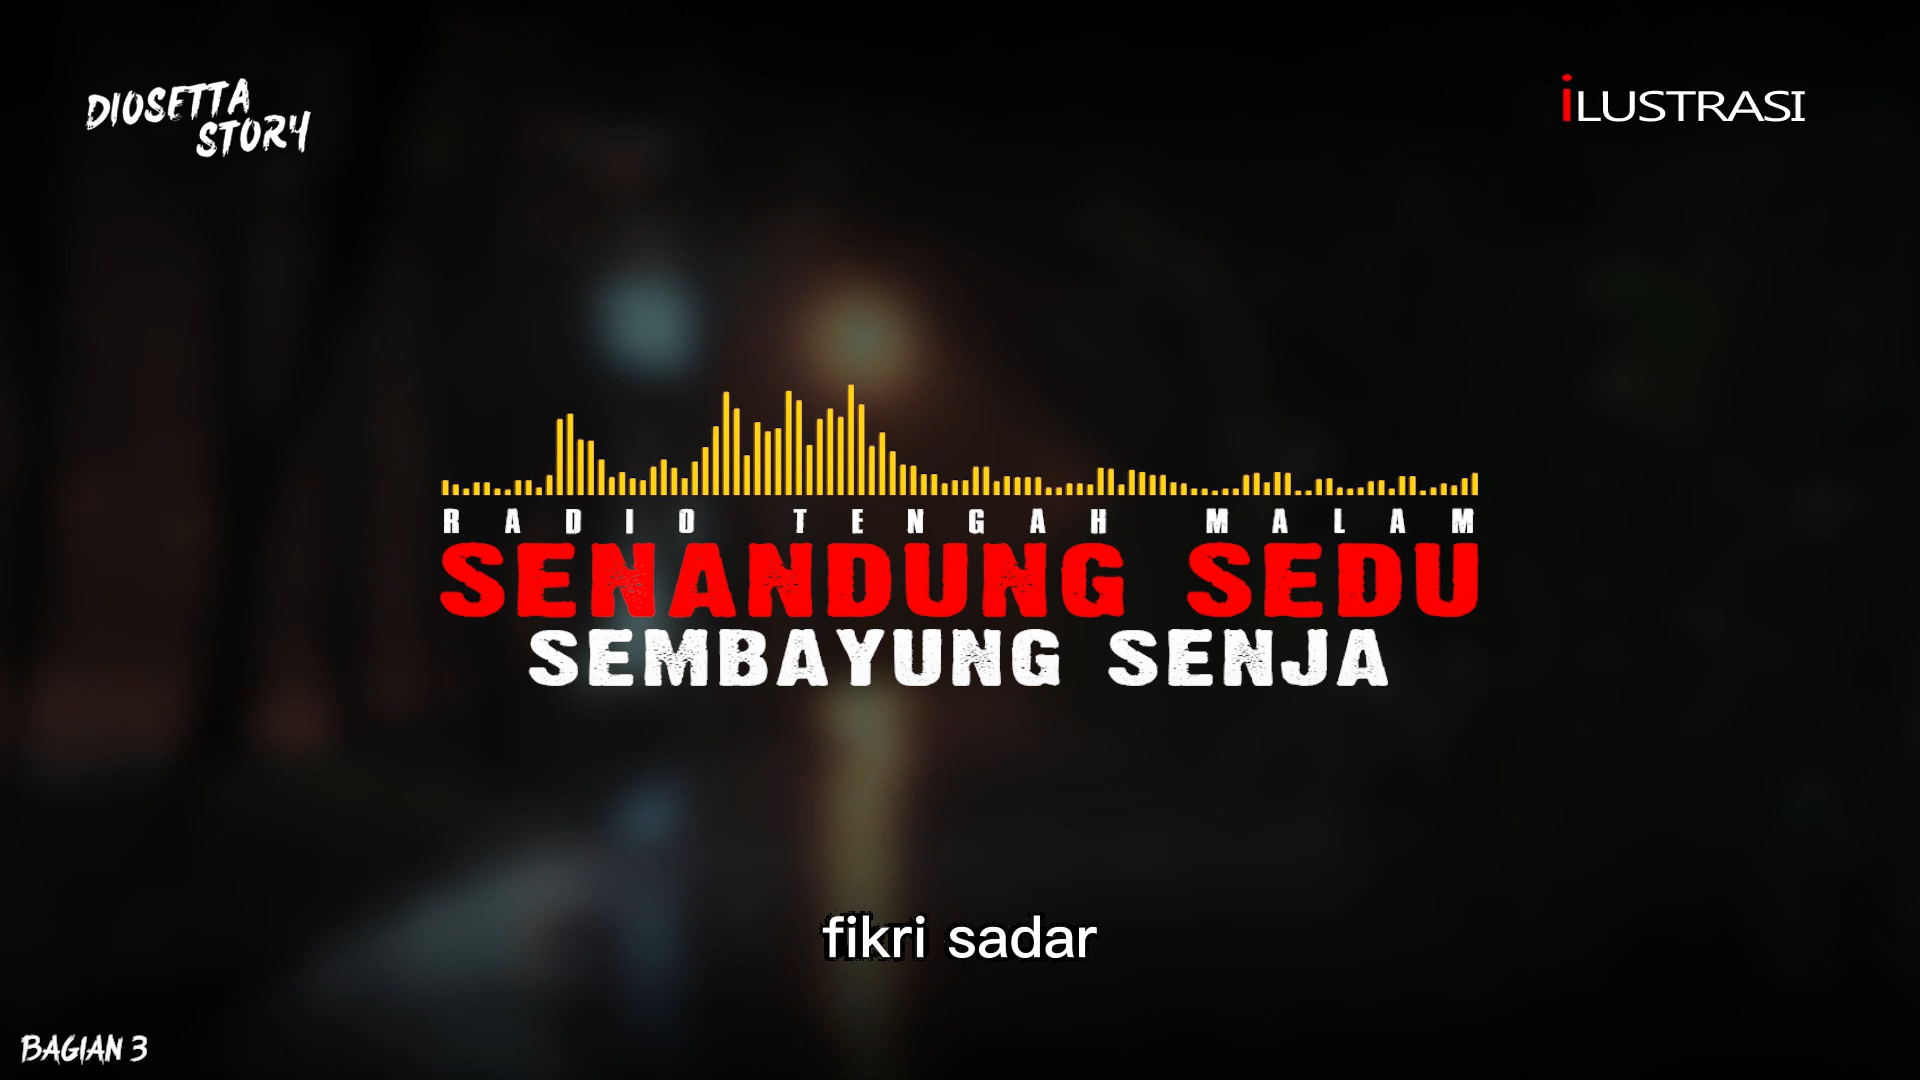 DIOSETTA
STORY
iLUSTRASI
RADIO TENGAH MALAM
SENANDUNG SEDU
SEMBAYUNG SENJA
fikri sadar
BAGIAN 3